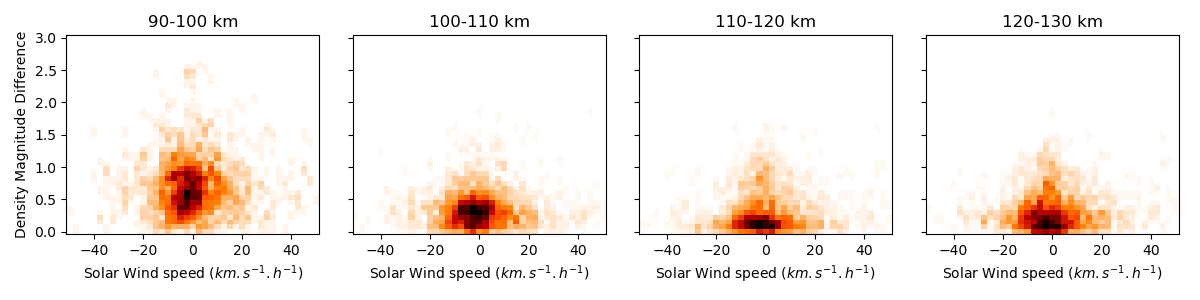 90-100 km 100-110 km 110-120 km 120-130 km
Density Magnitude Difference
3.0
2.5
2.0
1.5
1.0
0.5
0.0
−40 −20 0 20 40 −40 −20 0 20 40 −40 −20 0 20 40 −40 −20 0 20 40
Solar Wind speed (km.s⁻¹.h⁻¹) Solar Wind speed (km.s⁻¹.h⁻¹) Solar Wind speed (km.s⁻¹.h⁻¹) Solar Wind speed (km.s⁻¹.h⁻¹)